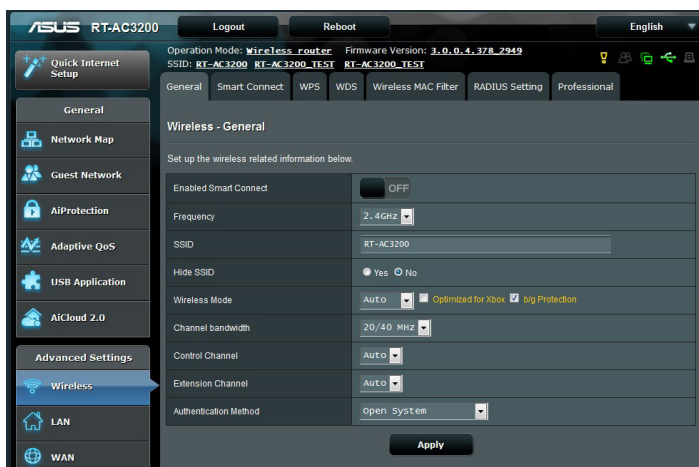 ASUS RT-AC3200 Logout Reboot English
Operation Mode: Wireless router Firmware Version: 3.0.0.4.378_2949
SSID: RT-AC3200 RT-AC3200_TEST RT-AC3200_TEST
Quick Internet
Setup
General
Network Map
Guest Network
AiProtection
Adaptive QoS
USB Application
AiCloud 2.0
Advanced Settings
Wireless
LAN
WAN
General Smart Connect WPS WDS Wireless MAC Filter RADIUS Setting Professional
Wireless - General
Set up the wireless related information below.
Enabled Smart Connect OFF
Frequency 2.4GHz
SSID RT-AC3200
Hide SSID Yes No
Wireless Mode Auto Optimized for Xbox b/g Protection
Channel bandwidth 20/40 MHz
Control Channel Auto
Extension Channel Auto
Authentication Method Open System
Apply